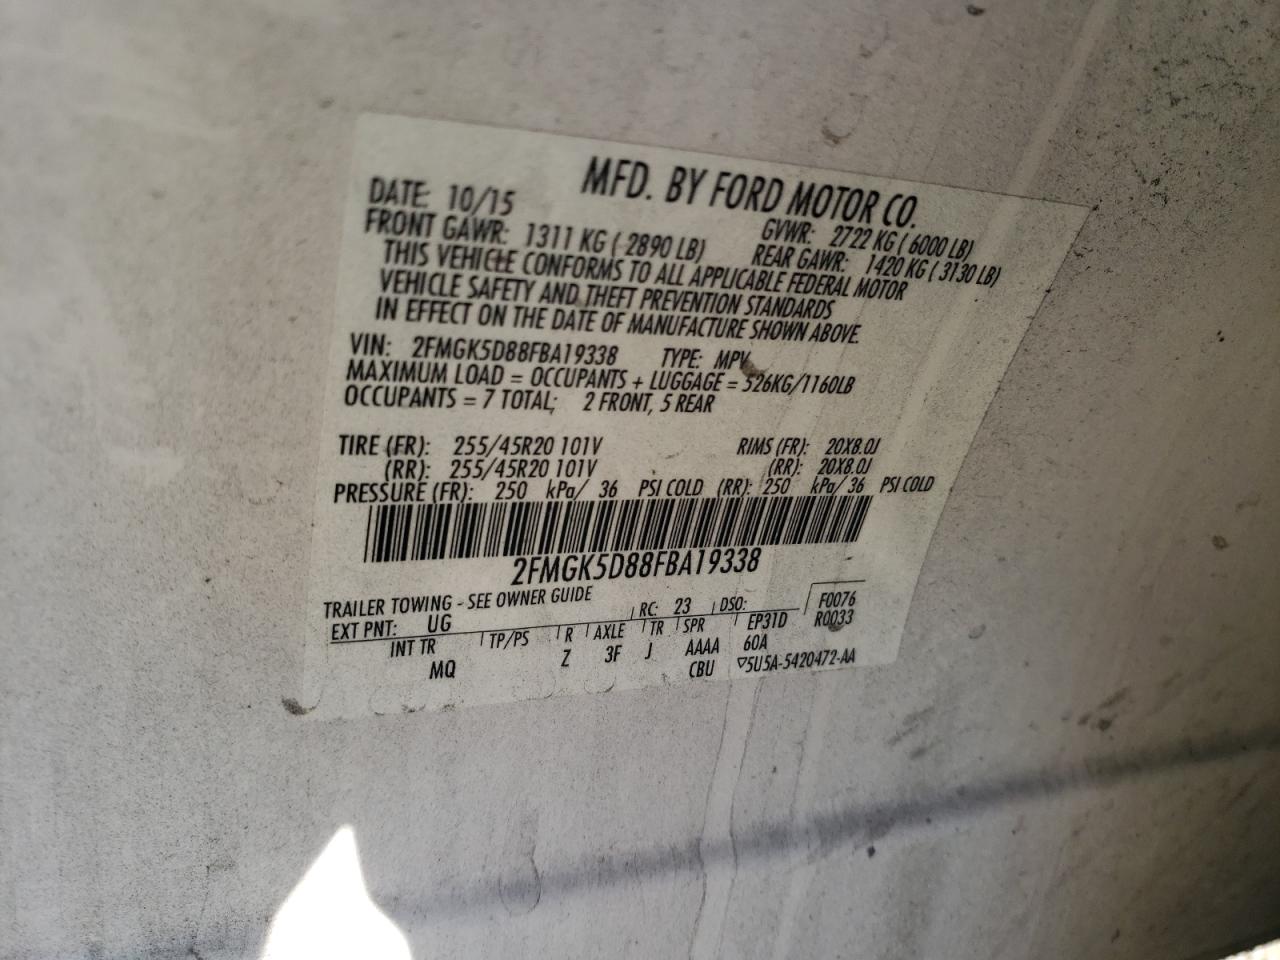 MFD. BY FORD MOTOR CO.
DATE: 10/15 GVWR: 2722 KG ( 6000 LB)
FRONT GAWR: 1311 KG ( 2890 LB) REAR GAWR: 1420 KG ( 3130 LB)
THIS VEHICLE CONFORMS TO ALL APPLICABLE FEDERAL MOTOR
VEHICLE SAFETY AND THEFT PREVENTION STANDARDS
IN EFFECT ON THE DATE OF MANUFACTURE SHOWN ABOVE.
VIN: 2FMGK5D88FBA19338 TYPE: MPV
MAXIMUM LOAD = OCCUPANTS + LUGGAGE = 526KG/1160LB
OCCUPANTS = 7 TOTAL; 2 FRONT, 5 REAR
TIRE (FR): 255/45R20 101V RIMS (FR): 20X8.0J
(RR): 255/45R20 101V (RR): 20X8.0J
PRESSURE (FR): 250 kPa/ 36 PSI COLD (RR): 250 kPa/ 36 PSI COLD
2FMGK5D88FBA19338
TRAILER TOWING - SEE OWNER GUIDE
EXT PNT: UG RC: 23 DSO: F0076
INT TR TP/PS R AXLE TR SPR EP31D R0033
MQ Z 3F J AAAA 60A
CBU ▽5U5A-5420472-AA